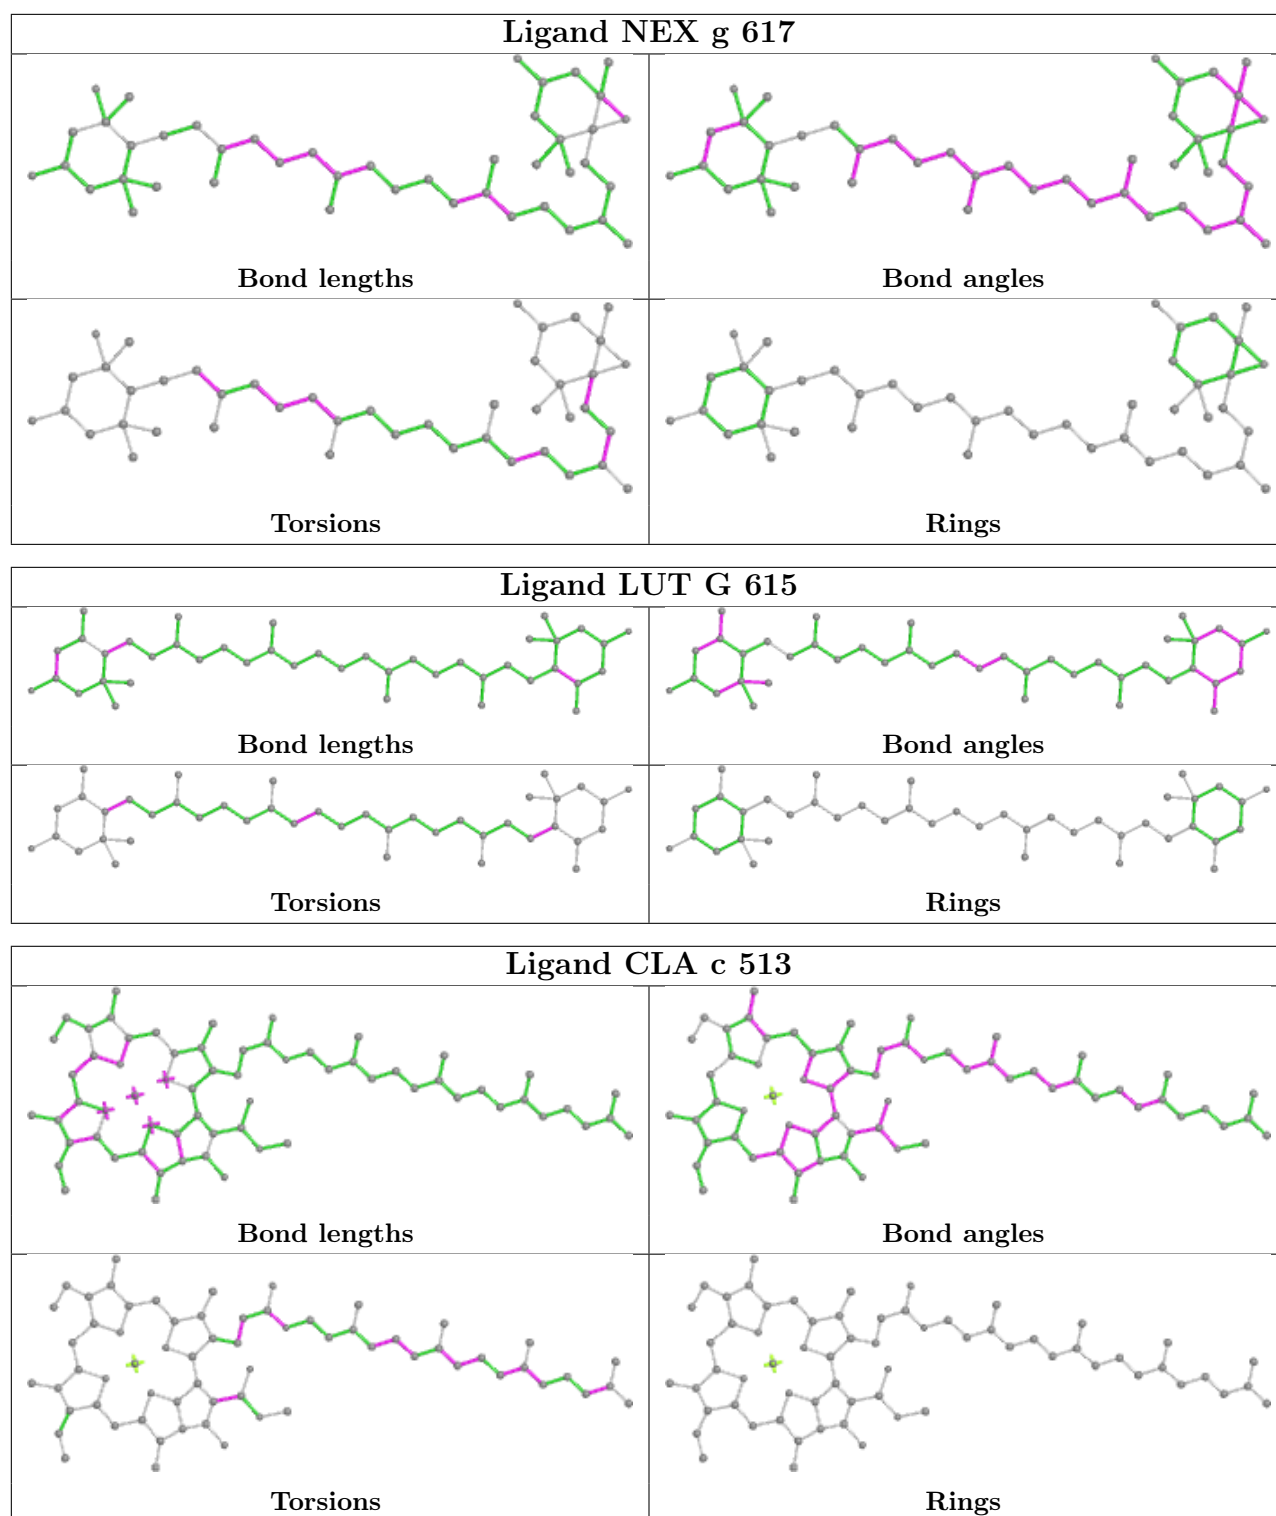 Ligand NEX g 617
Bond lengths
Bond angles
Torsions
Rings
Ligand LUT G 615
Bond lengths
Bond angles
Torsions
Rings
Ligand CLA c 513
Bond lengths
Bond angles
Torsions
Rings